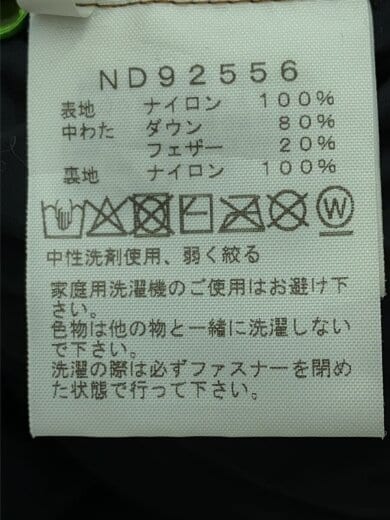 ND92556
表地 ナイロン 100%
中わた ダウン 80%
フェザー 20%
裏地 ナイロン 100%
W
中性洗剤使用、弱く絞る
家庭用洗濯機のご使用はお避け下
さい。
色物は他の物と一緒に洗濯しない
で下さい。
洗濯の際は必ずファスナーを閉め
た状態で行って下さい。